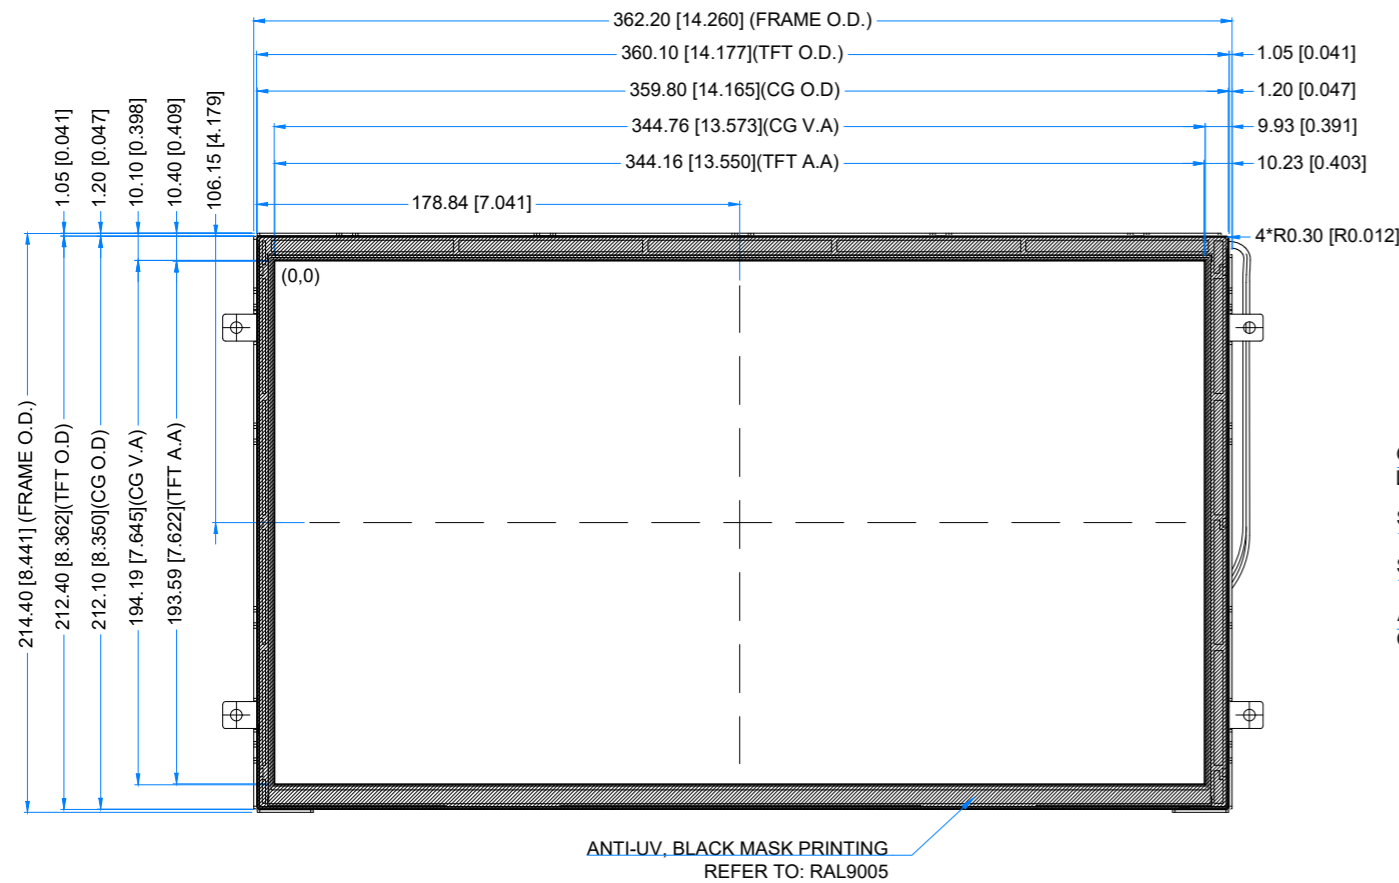 362.20 [14.260] (FRAME O.D.)
360.10 [14.177](TFT O.D.)
1.05 [0.041]
359.80 [14.165](CG O.D)
1.20 [0.047]
344.76 [13.573](CG V.A)
9.93 [0.391]
344.16 [13.550](TFT A.A)
10.23 [0.403]
178.84 [7.041]
4*R0.30 [R0.012]
1.05 [0.041]
1.20 [0.047]
10.10 [0.398]
10.40 [0.409]
106.15 [4.179]
(0,0)
214.40 [8.441] (FRAME O.D.)
212.40 [8.362](TFT O.D)
212.10 [8.350](CG O.D)
194.19 [7.645](CG V.A)
193.59 [7.622](TFT A.A)
ANTI-UV, BLACK MASK PRINTING
REFER TO: RAL9005